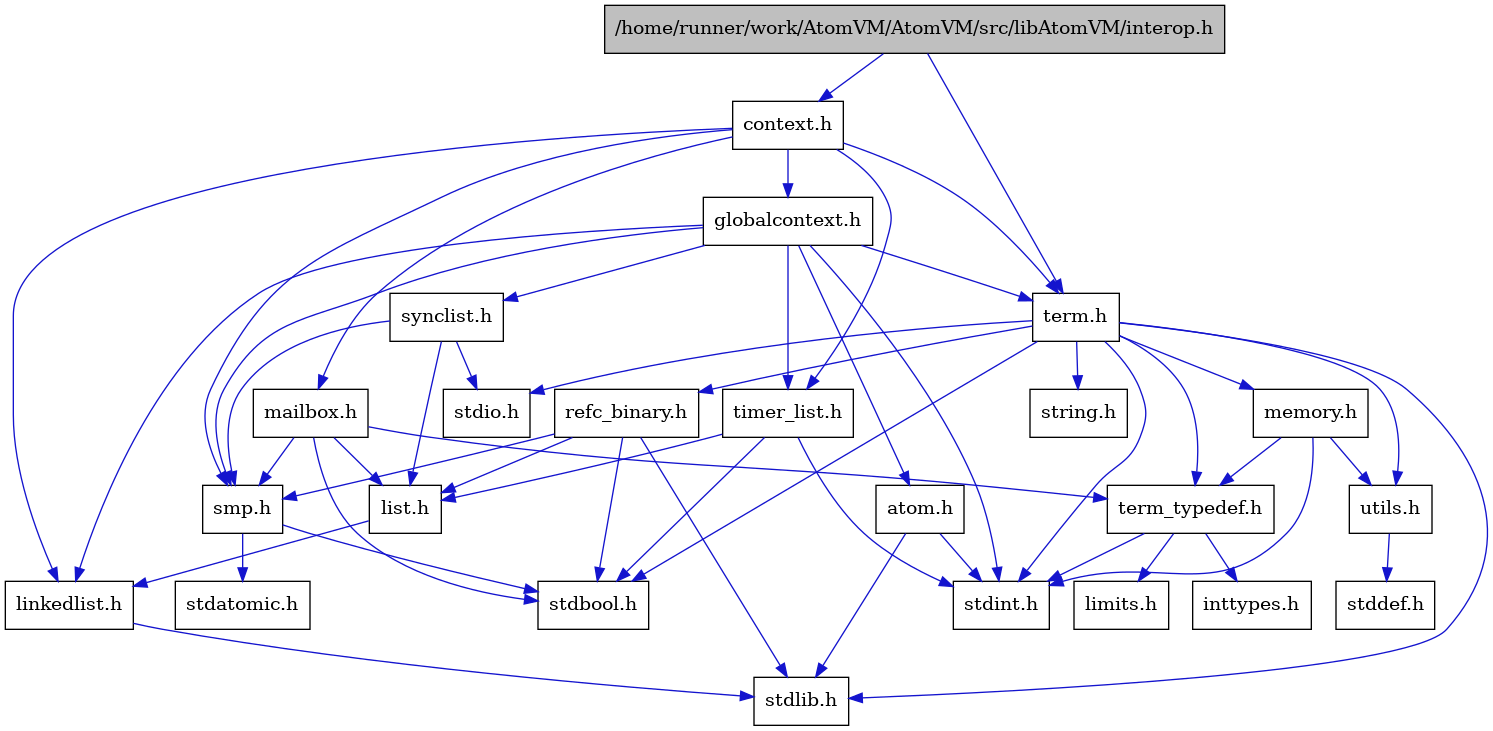 /home/runner/work/AtomVM/AtomVM/src/libAtomVM/interop.h
context.h
globalcontext.h
synclist.h
term.h
mailbox.h
stdio.h
refc_binary.h
timer_list.h
string.h
memory.h
smp.h
list.h
atom.h
term_typedef.h
utils.h
linkedlist.h
stdatomic.h
stdbool.h
stdint.h
limits.h
inttypes.h
stddef.h
stdlib.h